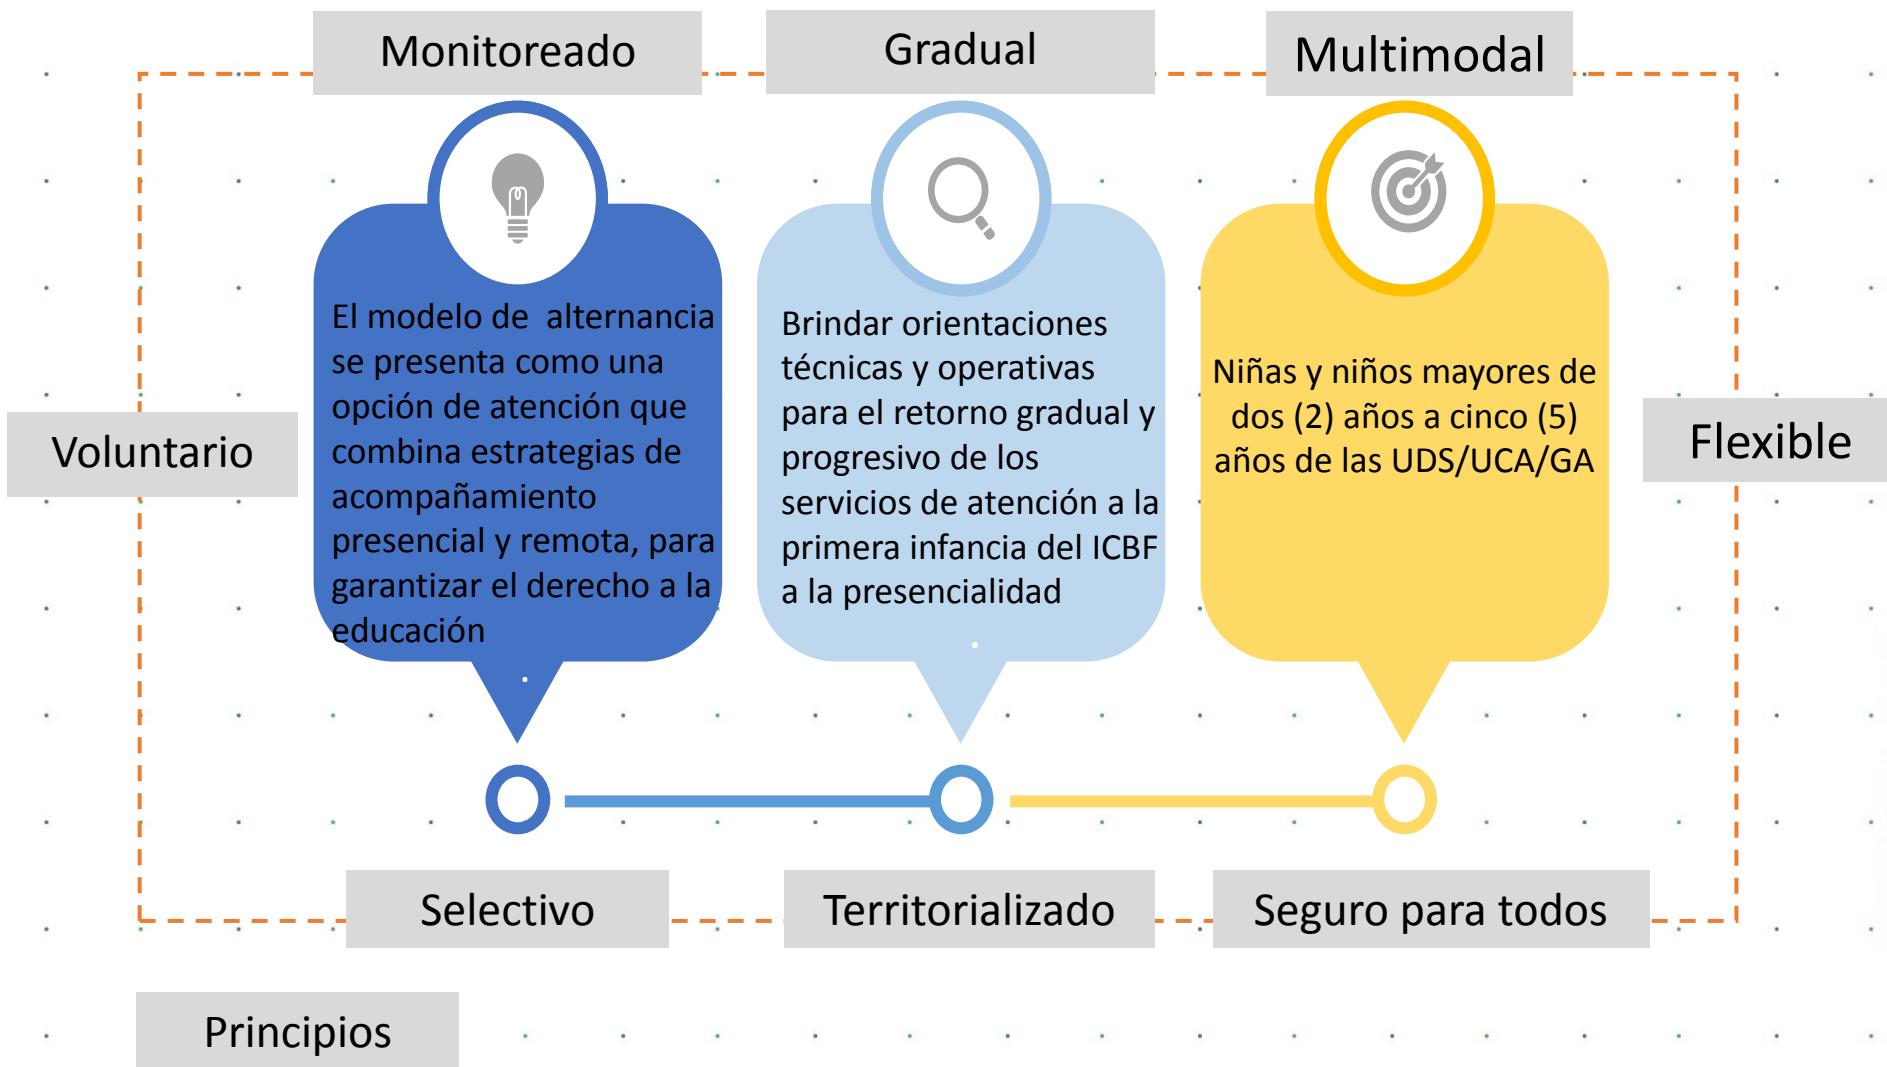 Monitoreado
Gradual
Multimodal
El modelo de alternancia
se presenta como una
opción de atención que
combina estrategias de
acompañamiento
presencial y remota, para
garantizar el derecho a la
educación
Brindar orientaciones
técnicas y operativas
para el retorno gradual y
progresivo de los
servicios de atención a la
primera infancia del ICBF
a la presencialidad
Niñas y niños mayores de
dos (2) años a cinco (5)
años de las UDS/UCA/GA
Voluntario
Flexible
Selectivo
Territorializado
Seguro para todos
Principios